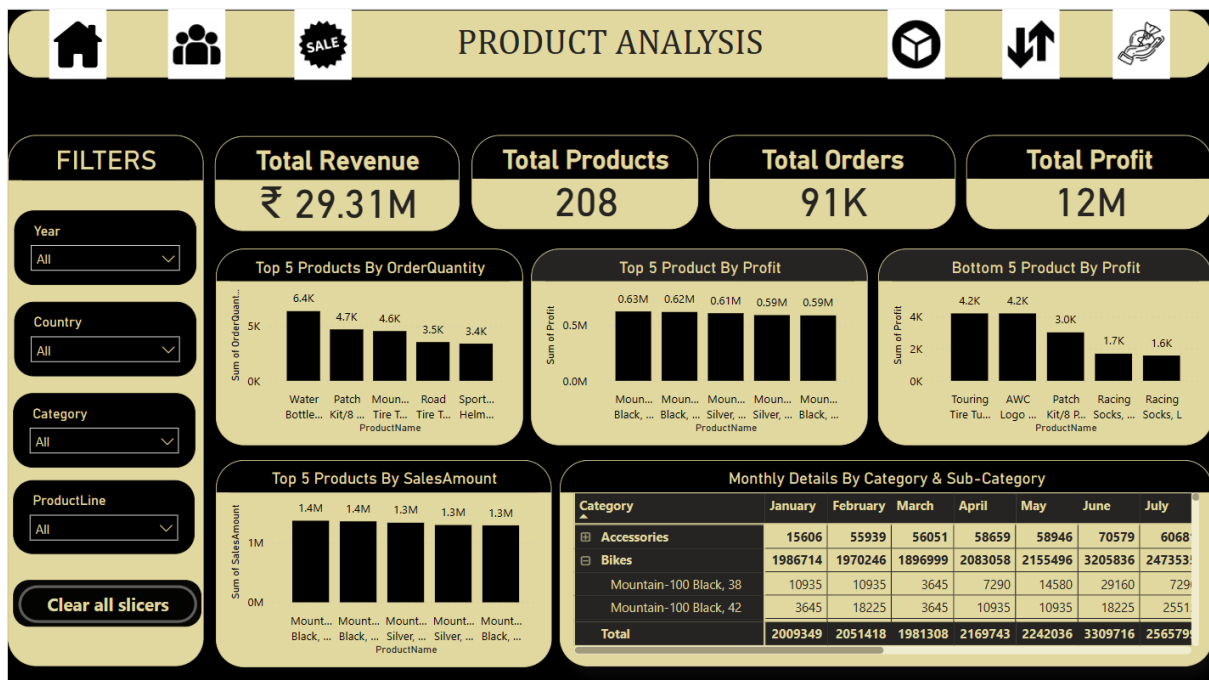 SALE
PRODUCT ANALYSIS
FILTERS
Year
All
Country
All
Category
All
ProductLine
All
Clear all slicers
Total Revenue
₹ 29.31M
Total Products
208
Total Orders
91K
Total Profit
12M
Top 5 Products By OrderQuantity
Sum of OrderQuant...
5K
0K
6.4K
4.7K
4.6K
3.5K
3.4K
Water Patch Moun... Road Sport...
Bottle... Kit/8 ... Tire T... Tire T... Helm...
ProductName
Top 5 Product By Profit
Sum of Profit
0.5M
0.0M
0.63M 0.62M 0.61M 0.59M 0.59M
Moun... Moun... Moun... Moun... Moun...
Black, ... Black, ... Silver, ... Silver, ... Black, ...
ProductName
Bottom 5 Product By Profit
Sum of Profit
4K
2K
0K
4.2K 4.2K
3.0K
1.7K 1.6K
Touring AWC Patch Racing Racing
Tire Tu... Logo ... Kit/8 P... Socks, ... Socks, L
ProductName
Top 5 Products By SalesAmount
Sum of SalesAmount
1M
0M
1.4M 1.4M 1.3M 1.3M 1.3M
Mount... Mount... Mount... Mount... Mount...
Black, ... Black, ... Silver, ... Silver, ... Black, ...
ProductName
Monthly Details By Category & Sub-Category
Category January February March April May June July
Accessories 15606 55939 56051 58659 58946 70579
Bikes 1986714 1970246 1896999 2083058 2155496 3205836
Mountain-100 Black, 38 10935 10935 3645 7290 14580 29160
Mountain-100 Black, 42 3645 18225 3645 10935 10935 18225
Total 2009349 2051418 1981308 2169743 2242036 3309716